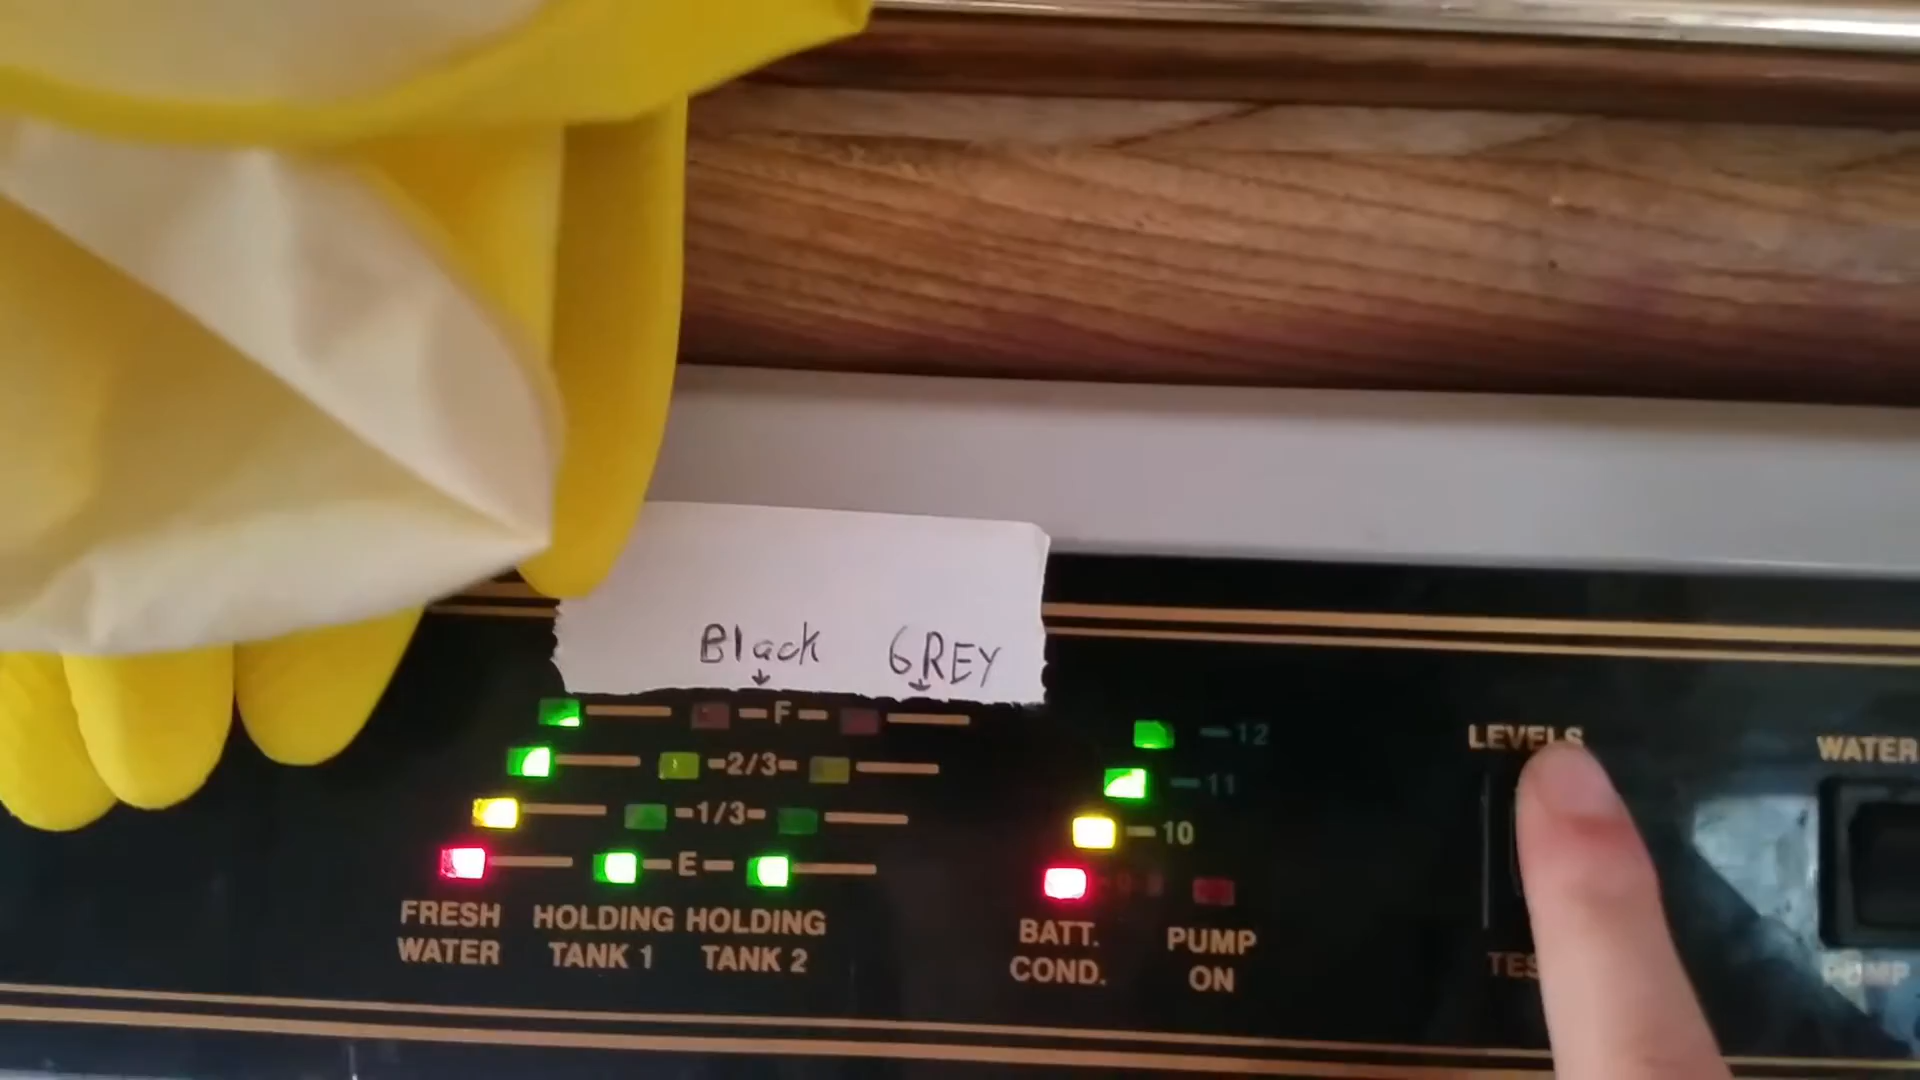 Black GREY
F
12
LEVELS
WATER
2/3
11
1/3
10
E
FRESH WATER
HOLDING TANK 1
HOLDING TANK 2
BATT. COND.
PUMP ON
PUMP